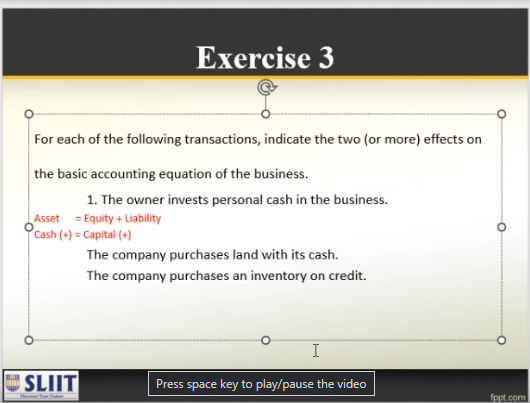 Exercise 3
For each of the following transactions, indicate the two (or more) effects on
the basic accounting equation of the business.
1. The owner invests personal cash in the business.
Asset = Equity + Liability
Cash (+) = Capital (+)
The company purchases land with its cash.
The company purchases an inventory on credit.
SLIIT
Discover Your Future
Press space key to play/pause the video
fppt.com